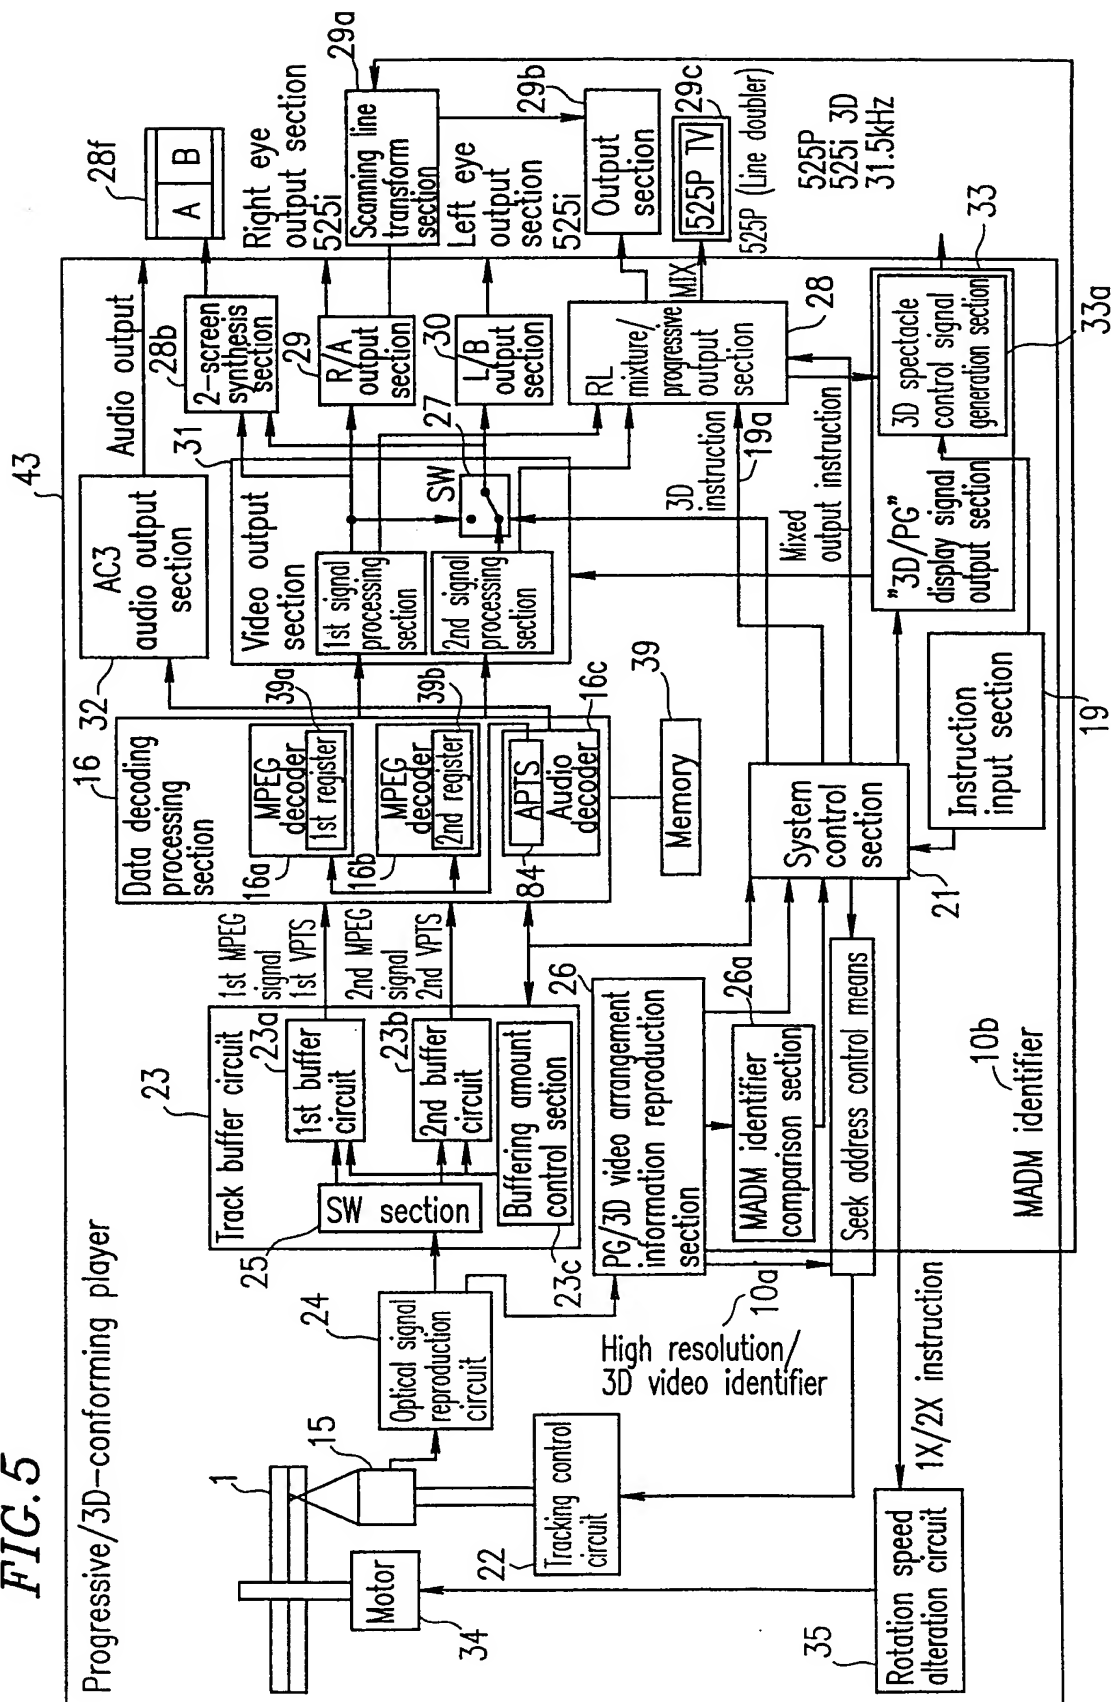 FIG.5
Progressive/3D-conforming player
43
1
15
Motor
34
22
Tracking control
circuit
35
Rotation speed
alteration circuit
1X/2X instruction
24
Optical signal
reproduction
circuit
High resolution/
3D video identifier
10a'
23
Track buffer circuit
25
SW section
23a
1st buffer
circuit
23b
2nd buffer
circuit
Buffering amount
control section
23c
26
PG/3D video arrangement
information reproduction
section
26a
MADM identifier
comparison section
Seek address control means
10b
MADM identifier
1st MPEG
signal
1st VPTS
2nd MPEG
signal
2nd VPTS
16
Data decoding
processing
section
16a
MPEG
decoder
39a
1st register
16b
MPEG
decoder
39b
2nd register
84
APTS
Audio
decoder
16c
Memory
39
System
control
section
21
Instruction
input section
19
32
AC3
audio output
section
Audio output
31
Video output
section
1st signal
processing
section
2nd signal
processing
section
SW
27
3D
instruction
19a
Mixed
output instruction
"3D/PG"
display signal
output section
3D spectacle
control signal
generation section
33
33a
28b
2-screen
synthesis
section
28f
A
B
29
R/A
output
section
30
L/B
output
section
RL
mixture/
progressive
output
section
28
MIX
Right eye
output section
525i
Scanning line
transform
section
29a
Left eye
output
section
525i
Output
section
29b
525P TV
29c
525P (Line doubler)
525P
525i 3D
31.5kHz